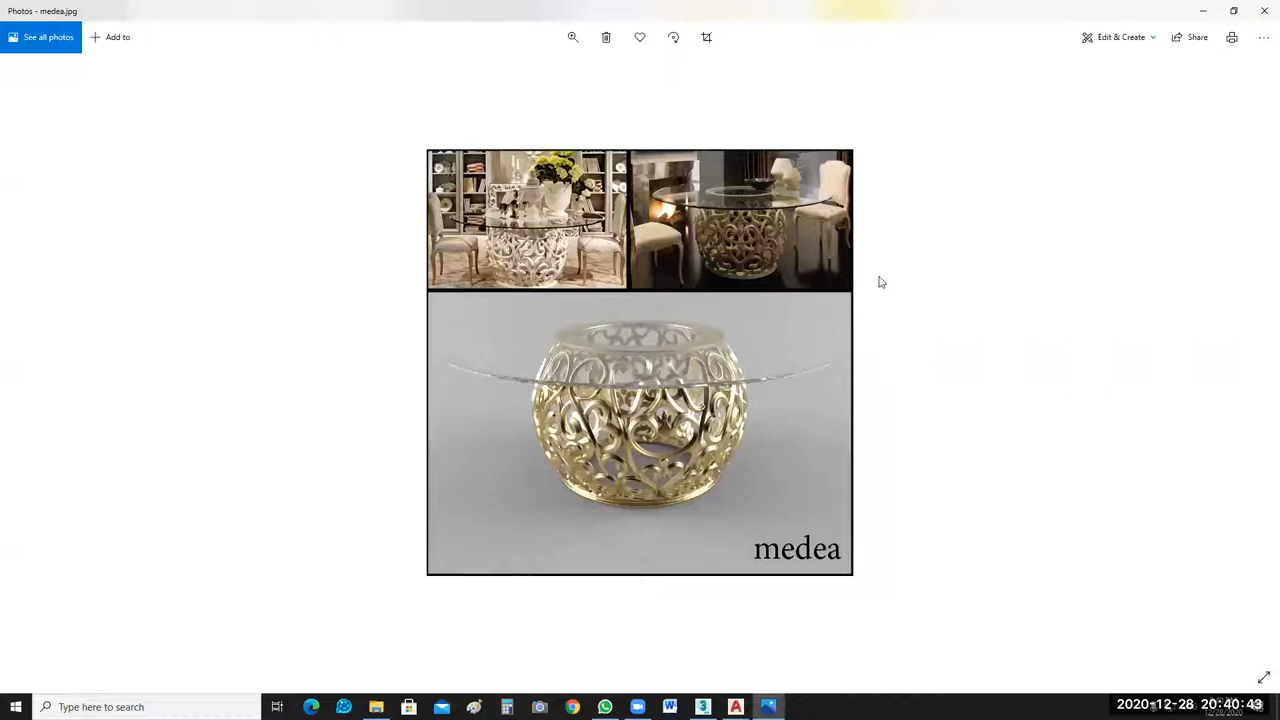 Photos - medea.jpg
See all photos
Add to
Edit & Create
Share
medea
Type here to search
2020-12-28 20:40:43